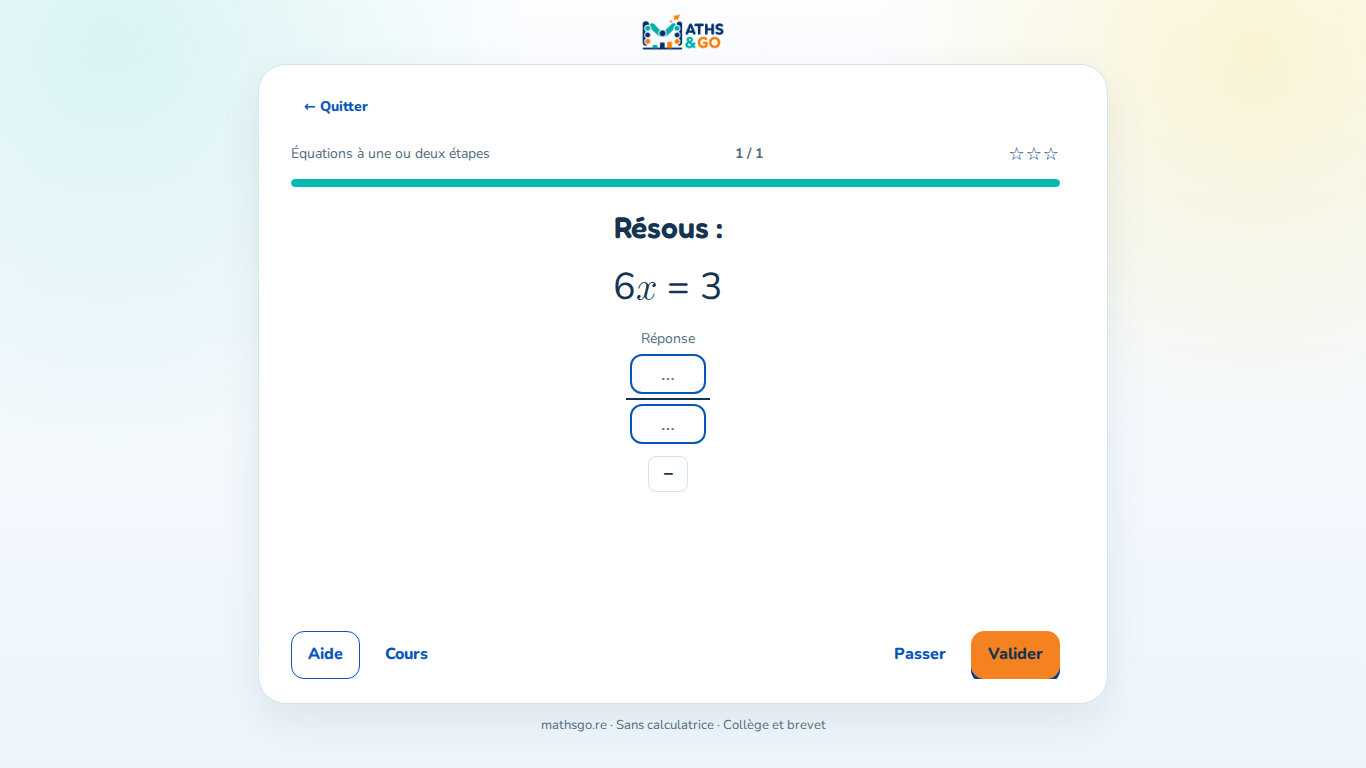 MATHS
&GO
← Quitter
Équations à une ou deux étapes
1 / 1
☆☆☆
Résous :
6x = 3
Réponse
...
...
−
Aide
Cours
Passer
Valider
mathsgo.re · Sans calculatrice · Collège et brevet